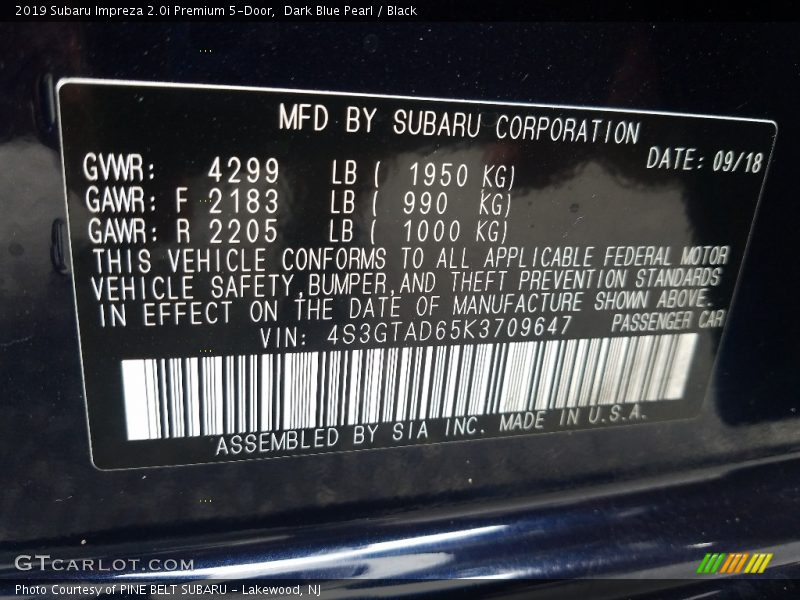 2019 Subaru Impreza 2.0i Premium 5-Door, Dark Blue Pearl / Black
MFD BY SUBARU CORPORATION
DATE: 09/18
GVWR: 4299 LB ( 1950 KG)
GAWR: F 2183 LB ( 990 KG)
GAWR: R 2205 LB ( 1000 KG)
THIS VEHICLE CONFORMS TO ALL APPLICABLE FEDERAL MOTOR
VEHICLE SAFETY,BUMPER,AND THEFT PREVENTION STANDARDS
IN EFFECT ON THE DATE OF MANUFACTURE SHOWN ABOVE.
VIN: 4S3GTAD65K3709647 PASSENGER CAR
ASSEMBLED BY SIA INC. MADE IN U.S.A.
GTcarlot.com
Photo Courtesy of PINE BELT SUBARU - Lakewood, NJ